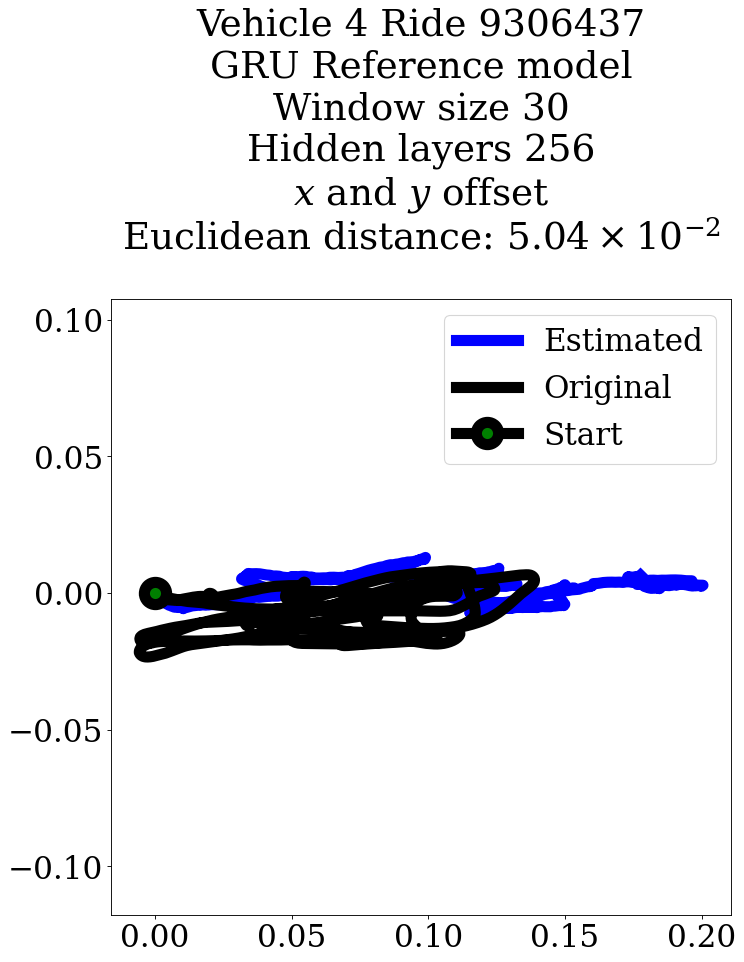 Vehicle 4 Ride 9306437
GRU Reference model
Window size 30
Hidden layers 256
x and y offset
Euclidean distance: 5.04 × 10⁻²
Estimated
Original
Start
0.10
0.05
0.00
−0.05
−0.10
0.00 0.05 0.10 0.15 0.20